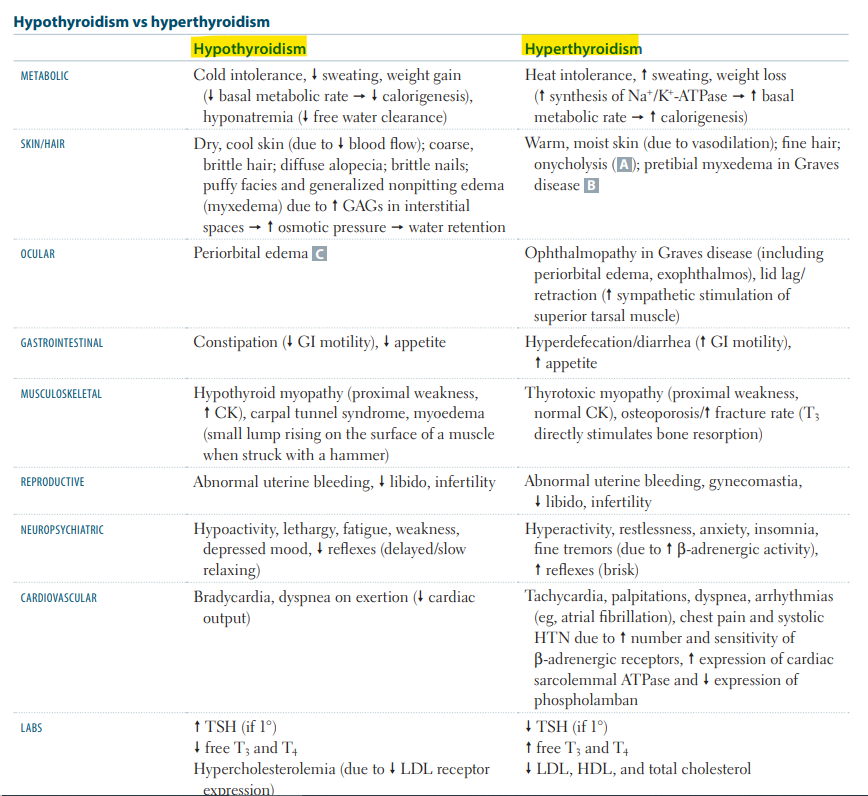 Hypothyroidism vs hyperthyroidism
Hypothyroidism Hyperthyroidism
METABOLIC
Cold intolerance, ↓ sweating, weight gain
(↓ basal metabolic rate → ↓ calorigenesis),
hyponatremia (↓ free water clearance)
Heat intolerance, ↑ sweating, weight loss
(↑ synthesis of Na⁺/K⁺-ATPase → ↑ basal
metabolic rate → ↑ calorigenesis)
SKIN/HAIR
Dry, cool skin (due to ↓ blood flow); coarse,
brittle hair; diffuse alopecia; brittle nails;
puffy facies and generalized nonpitting edema
(myxedema) due to ↑ GAGs in interstitial
spaces → ↑ osmotic pressure → water retention
Warm, moist skin (due to vasodilation); fine hair;
onycholysis (A); pretibial myxedema in Graves
disease B
OCULAR
Periorbital edema C
Ophthalmopathy in Graves disease (including
periorbital edema, exophthalmos), lid lag/
retraction (↑ sympathetic stimulation of
superior tarsal muscle)
GASTROINTESTINAL
Constipation (↓ GI motility), ↓ appetite
Hyperdefecation/diarrhea (↑ GI motility),
↑ appetite
MUSCULOSKELETAL
Hypothyroid myopathy (proximal weakness,
↑ CK), carpal tunnel syndrome, myoedema
(small lump rising on the surface of a muscle
when struck with a hammer)
Thyrotoxic myopathy (proximal weakness,
normal CK), osteoporosis/↑ fracture rate (T₃
directly stimulates bone resorption)
REPRODUCTIVE
Abnormal uterine bleeding, ↓ libido, infertility
Abnormal uterine bleeding, gynecomastia,
↓ libido, infertility
NEUROPSYCHIATRIC
Hypoactivity, lethargy, fatigue, weakness,
depressed mood, ↓ reflexes (delayed/slow
relaxing)
Hyperactivity, restlessness, anxiety, insomnia,
fine tremors (due to ↑ β-adrenergic activity),
↑ reflexes (brisk)
CARDIOVASCULAR
Bradycardia, dyspnea on exertion (↓ cardiac
output)
Tachycardia, palpitations, dyspnea, arrhythmias
(eg, atrial fibrillation), chest pain and systolic
HTN due to ↑ number and sensitivity of
β-adrenergic receptors, ↑ expression of cardiac
sarcolemmal ATPase and ↓ expression of
phospholamban
LABS
↑ TSH (if 1°)
↓ free T₃ and T₄
Hypercholesterolemia (due to ↓ LDL receptor
expression)
↓ TSH (if 1°)
↑ free T₃ and T₄
↓ LDL, HDL, and total cholesterol